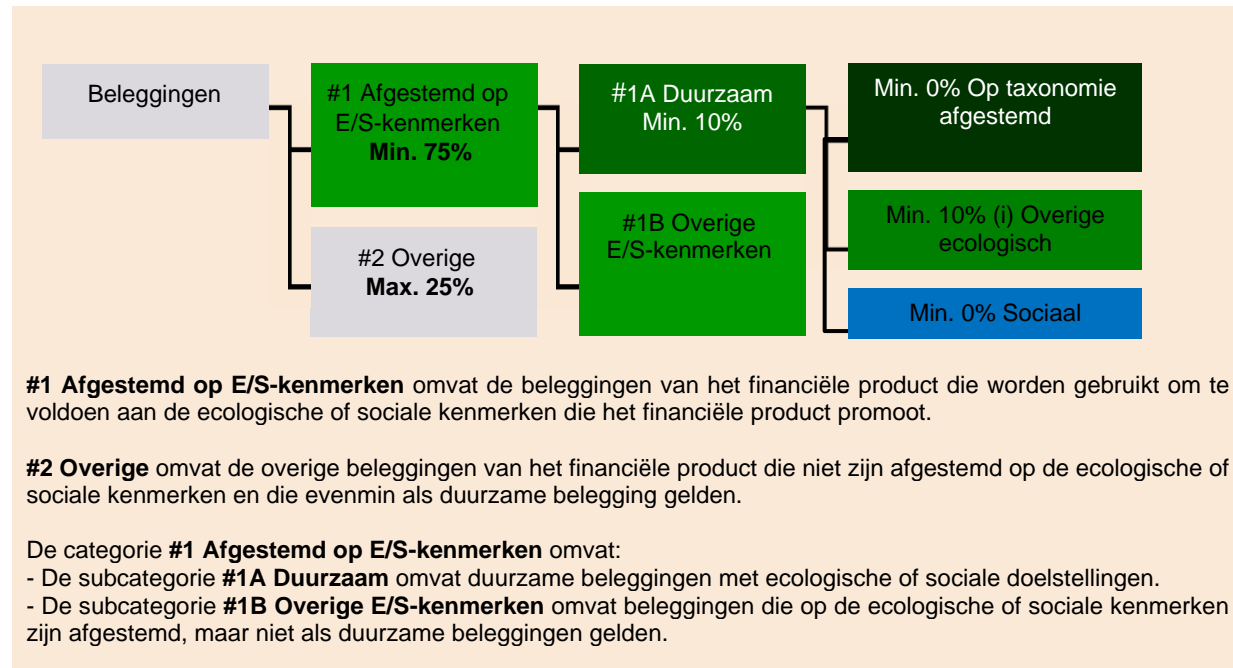 Beleggingen
#1 Afgestemd op
E/S-kenmerken
Min. 75%
#2 Overige
Max. 25%
#1A Duurzaam
Min. 10%
#1B Overige
E/S-kenmerken
Min. 0% Op taxonomie
afgestemd
Min. 10% (i) Overige
ecologisch
Min. 0% Sociaal
#1 Afgestemd op E/S-kenmerken omvat de beleggingen van het financiële product die worden gebruikt om te
voldoen aan de ecologische of sociale kenmerken die het financiële product promoot.
#2 Overige omvat de overige beleggingen van het financiële product die niet zijn afgestemd op de ecologische of
sociale kenmerken en die evenmin als duurzame belegging gelden.
De categorie #1 Afgestemd op E/S-kenmerken omvat:
- De subcategorie #1A Duurzaam omvat duurzame beleggingen met ecologische of sociale doelstellingen.
- De subcategorie #1B Overige E/S-kenmerken omvat beleggingen die op de ecologische of sociale kenmerken
zijn afgestemd, maar niet als duurzame beleggingen gelden.